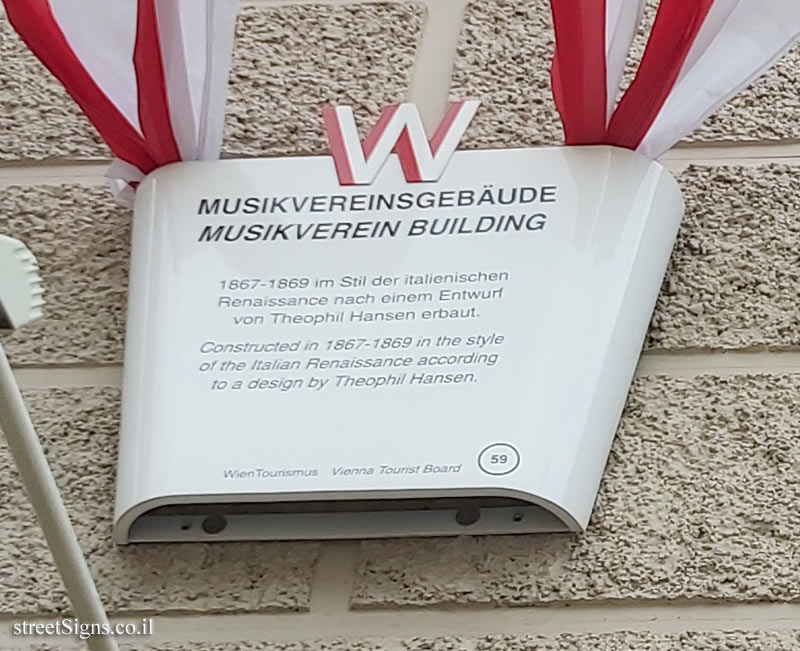 W
MUSIKVEREINSGEBÄUDE
MUSIKVEREIN BUILDING
1867-1869 im Stil der italienischen
Renaissance nach einem Entwurf
von Theophil Hansen erbaut.
Constructed in 1867-1869 in the style
of the Italian Renaissance according
to a design by Theophil Hansen.
WienTourismus Vienna Tourist Board 59
streetSigns.co.il